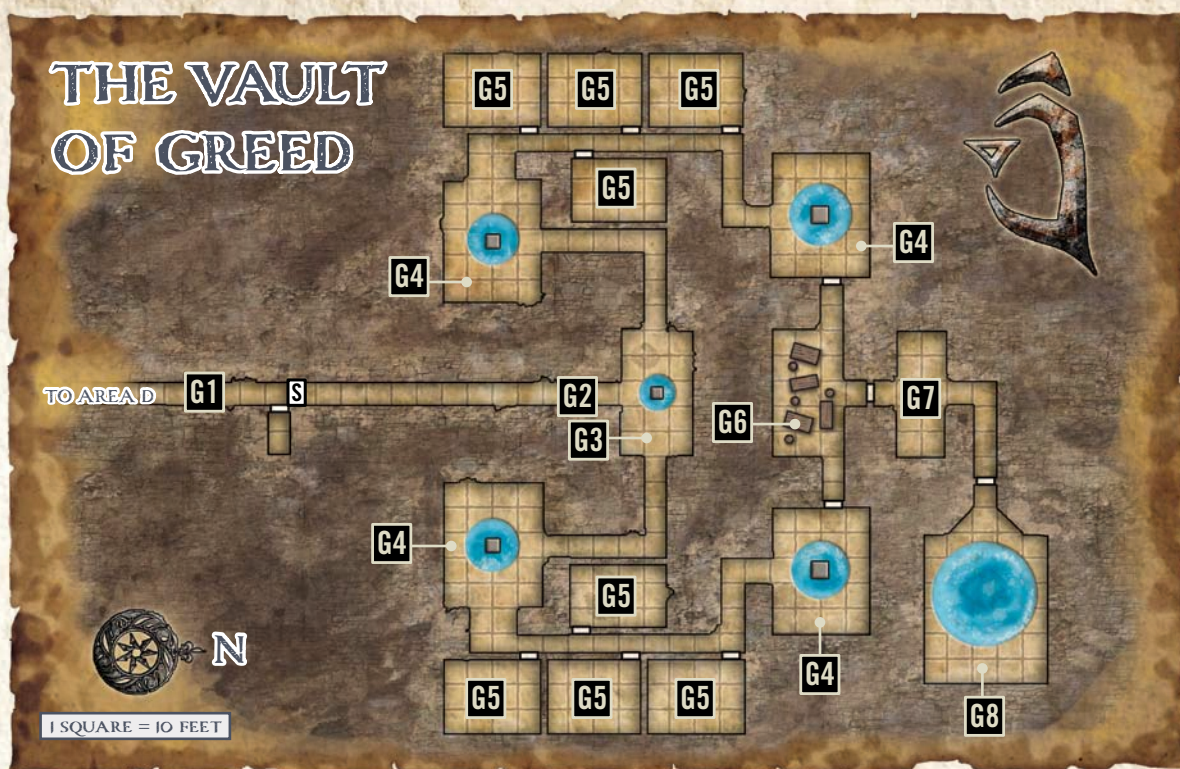 THE VAULT
OF GREED
G5 G5 G5
G5
G4
G4
TO AREA D
G1
S
G2
G3
G6
G7
G4
G5
G4
G5 G5 G5
G8
N
1 SQUARE = 10 FEET